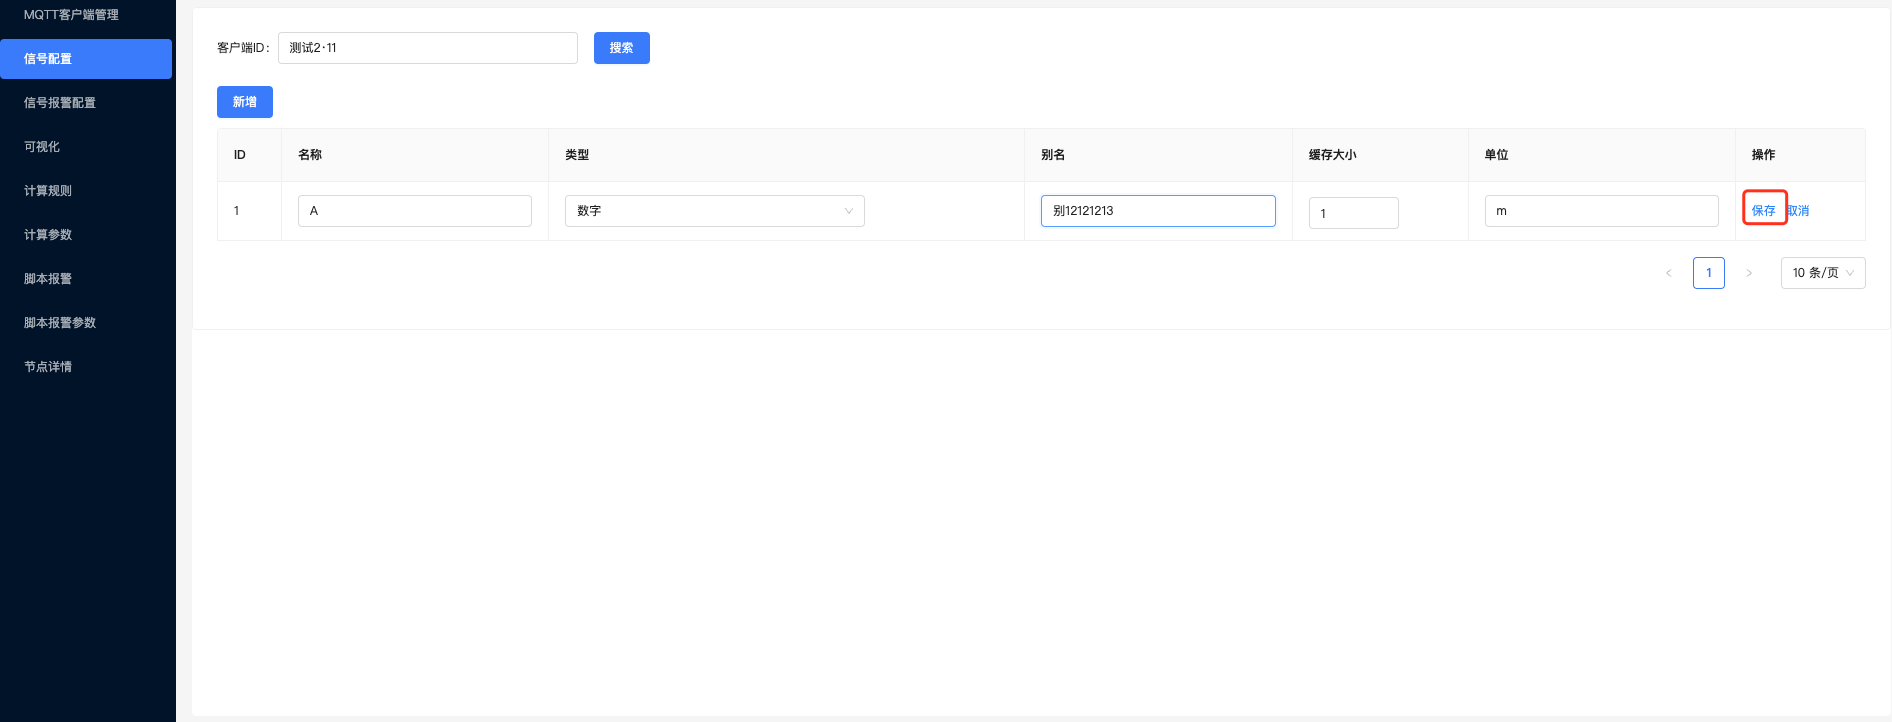 MQTT客户端管理
信号配置
信号报警配置
可视化
计算规则
计算参数
脚本报警
脚本报警参数
节点详情
客户端ID: 测试2·11 搜索
新增
ID 名称 类型 别名 缓存大小 单位 操作
1 A 数字 别12121213 1 m 保存 取消
< 1 > 10 条/页